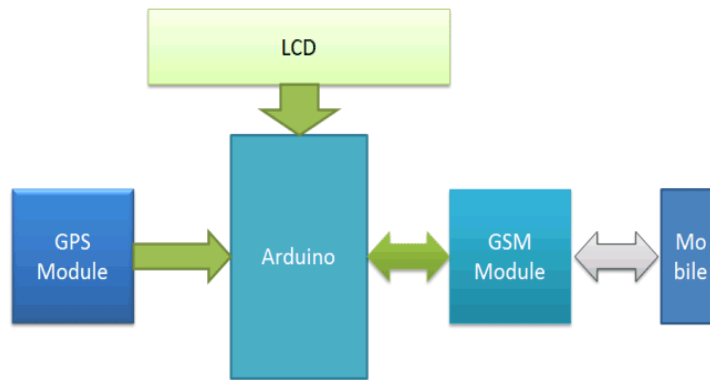 LCD
GPS
Module
Arduino
GSM
Module
Mo
bile